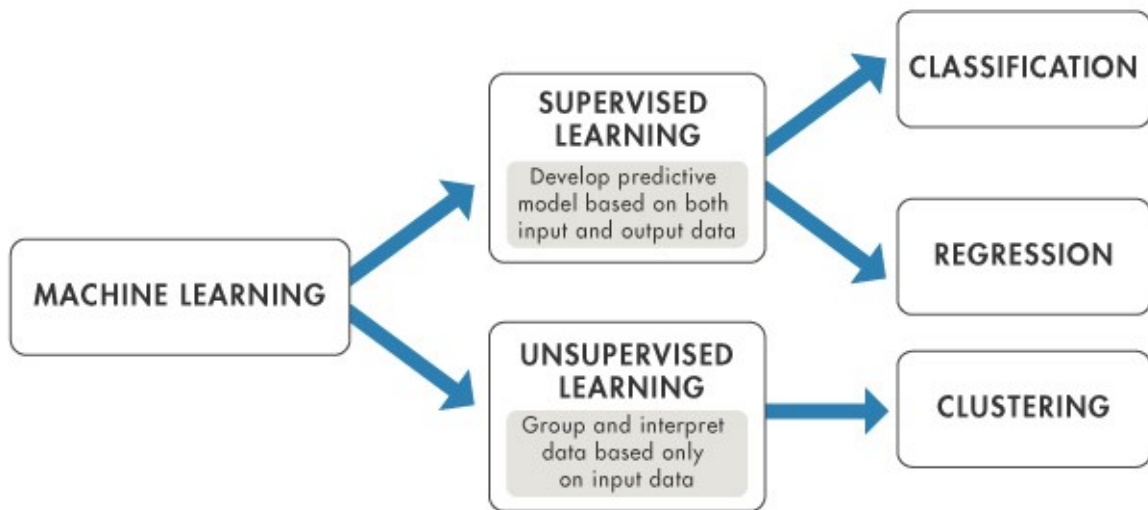 MACHINE LEARNING
SUPERVISED
LEARNING
Develop predictive
model based on both
input and output data
UNSUPERVISED
LEARNING
Group and interpret
data based only
on input data
CLASSIFICATION
REGRESSION
CLUSTERING